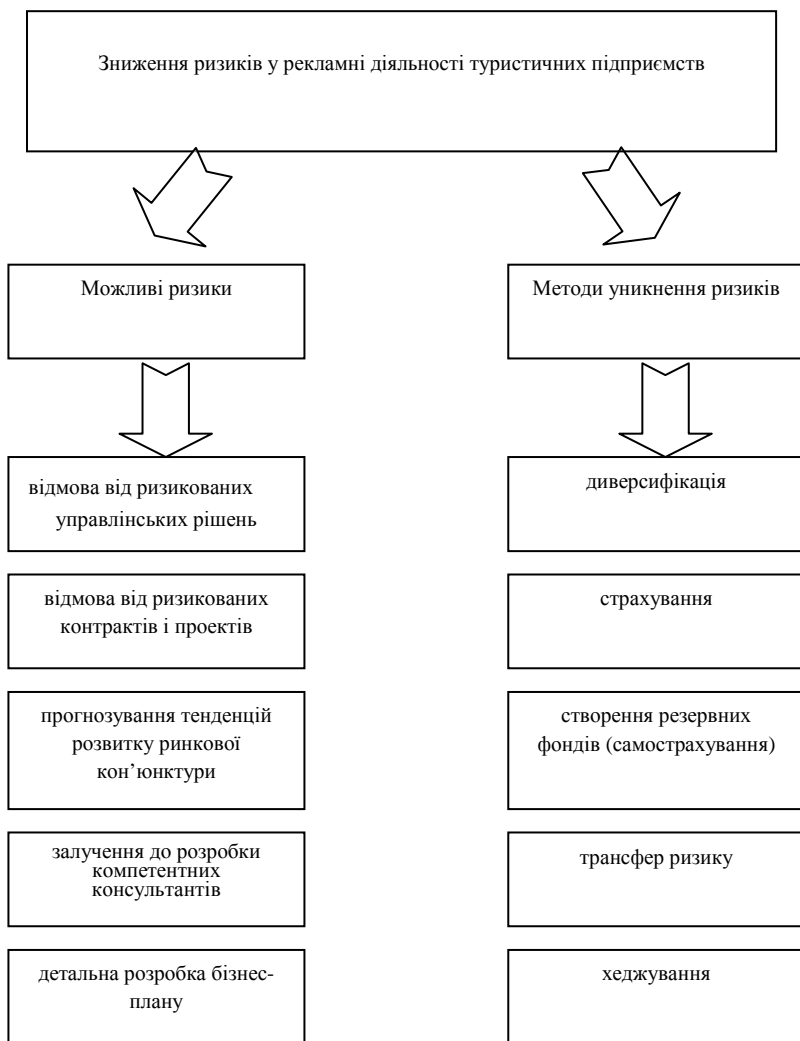 Зниження ризиків у рекламні діяльності туристичних підприємств
Можливі ризики
відмова від ризикованих
управлінських рішень
відмова від ризикованих
контрактів і проектів
прогнозування тенденцій
розвитку ринкової
кон’юнктури
залучення до розробки
компетентних
консультантів
детальна розробка бізнес-
плану
Методи уникнення ризиків
диверсифікація
страхування
створення резервних
фондів (самострахування)
трансфер ризику
хеджування